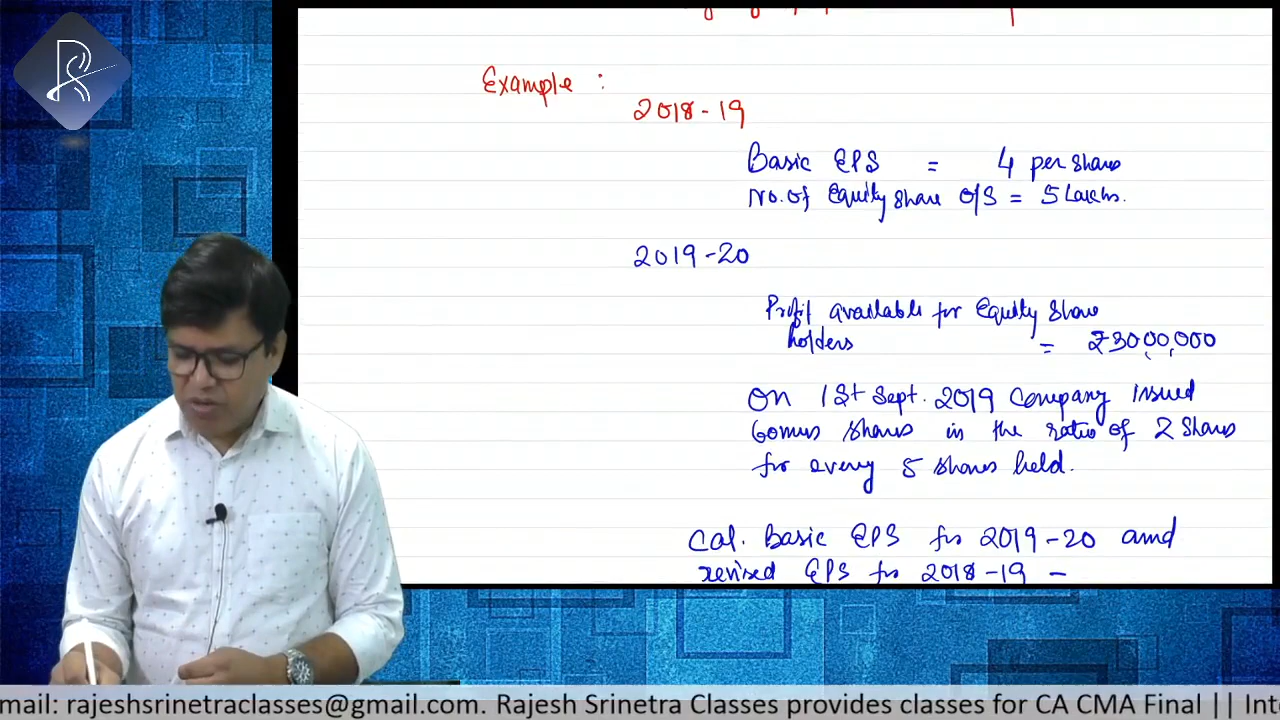 Example :
2018-19
Basic EPS = 4 per share
No. of Equity Share O/S = 5 Lakhs.
2019-20
Profit available for Equity Share
holders = ₹3000,000
On 1st Sept. 2019 Company issued
bonus shares in the ratio of 2 Shares
for every 5 shares held.
Cal. Basic EPS for 2019-20 and
revised EPS for 2018-19 -
RS
mail: rajeshsrinetraclasses@gmail.com. Rajesh Srinetra Classes provides classes for CA CMA Final || Int